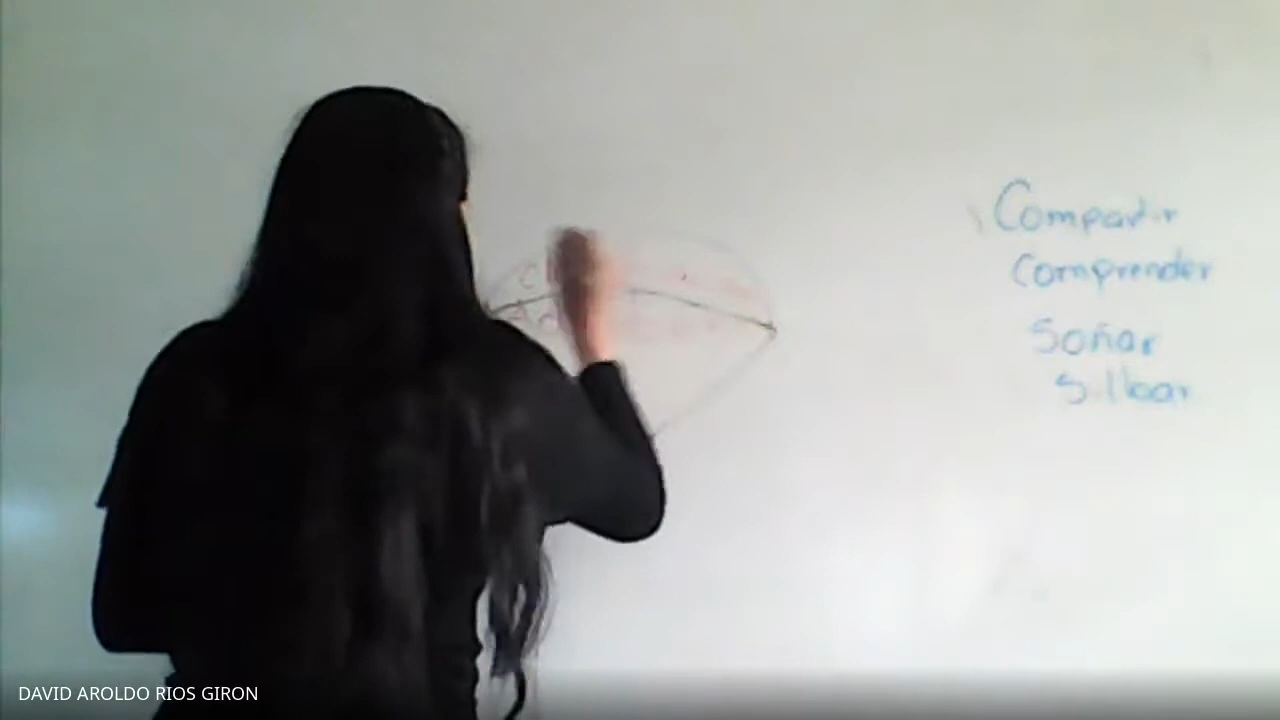 Compartir
Comprender
Soñar
Silbar
DAVID AROLDO RIOS GIRON